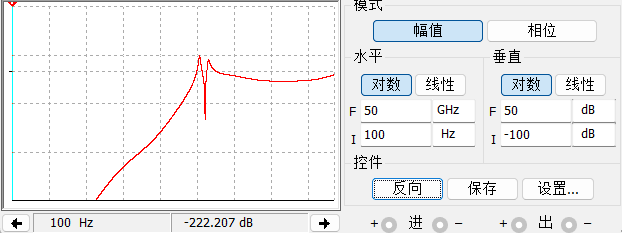 模式
幅值 相位
水平 垂直
对数 线性 对数 线性
F 50 GHz F 50 dB
I 100 Hz I -100 dB
控件
反向 保存 设置...
100 Hz -222.207 dB + 进 − + 出 −